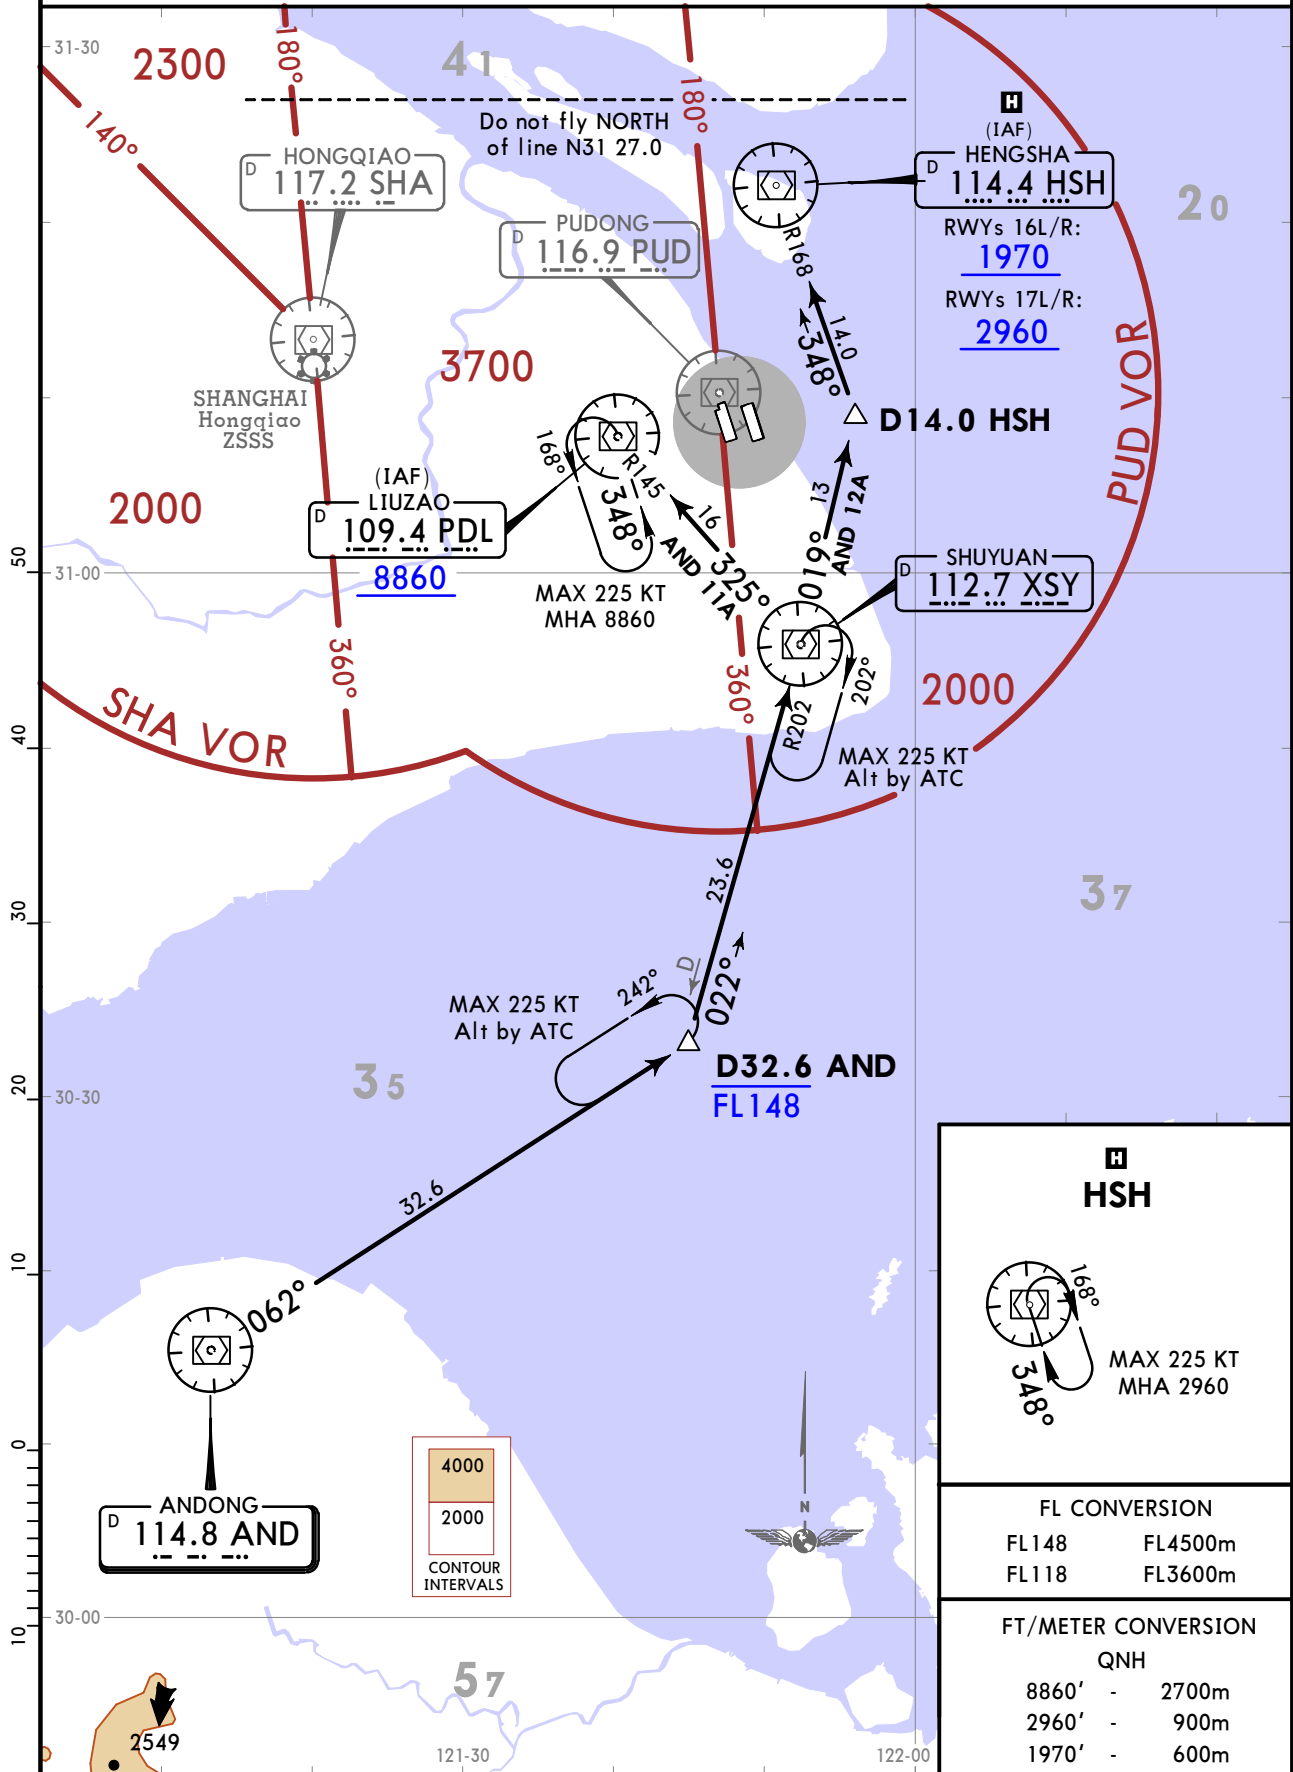 31-30
2300
41
180°
180°
140°
Do not fly NORTH
of line N31 27.0
HONGQIAO
D 117.2 SHA
PUDONG
D 116.9 PUD
H
(IAF)
HENGSHA
D 114.4 HSH
RWYs 16L/R:
1970
RWYs 17L/R:
2960
20
R168
14.0
348°
PUD VOR
3700
SHANGHAI
Hongqiao
ZSSS
D14.0 HSH
(IAF)
LIUZAO
D 109.4 PDL
8860
2000
168°
R145
348°
16
325°
AND 11A
MAX 225 KT
MHA 8860
13
019°
AND 12A
SHUYUAN
D 112.7 XSY
50
31-00
360°
360°
202°
R202
2000
SHA VOR
40
MAX 225 KT
Alt by ATC
23.6
37
30
D
022°
242°
MAX 225 KT
Alt by ATC
D32.6 AND
FL148
35
20
30-30
32.6
10
062°
H
HSH
168°
348°
MAX 225 KT
MHA 2960
0
ANDONG
D 114.8 AND
4000
2000
CONTOUR
INTERVALS
N
FL CONVERSION
FL148 FL4500m
FL118 FL3600m
10
30-00
FT/METER CONVERSION
QNH
8860' - 2700m
2960' - 900m
1970' - 600m
57
2549
121-30
122-00